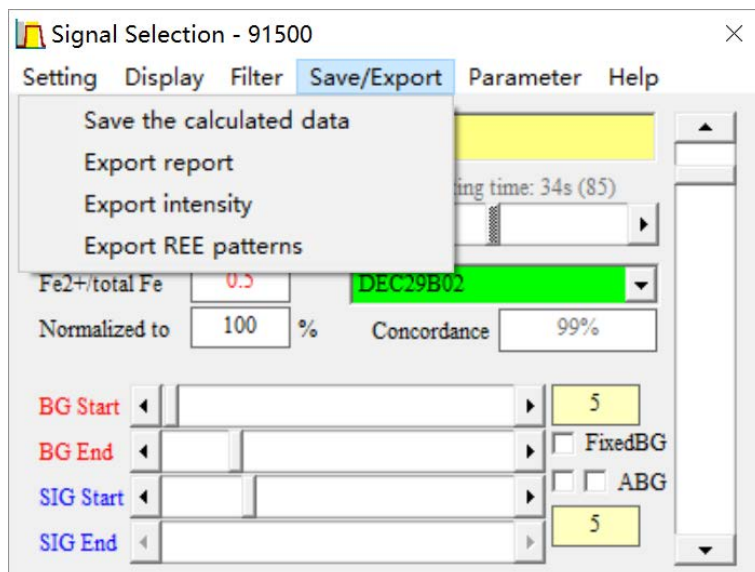 Signal Selection - 91500
Setting Display Filter Save/Export Parameter Help
Save the calculated data
Export report
Export intensity
Export REE patterns
ing time: 34s (85)
Fe2+/total Fe 0.5 DEC29B02
Normalized to 100 % Concordance 99%
BG Start 5
BG End FixedBG
SIG Start ABG
SIG End 5